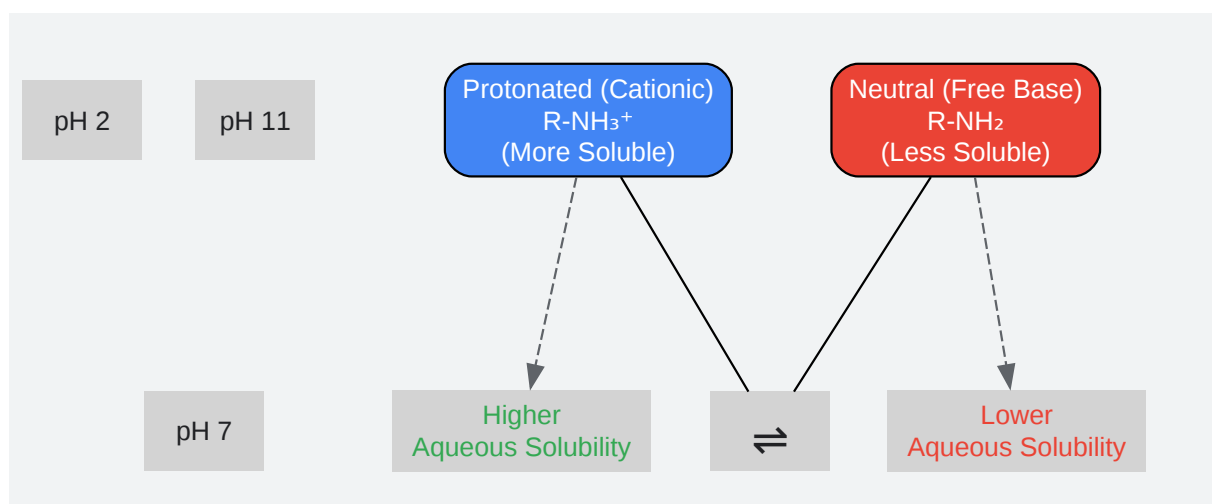 pH 2
pH 11
Protonated (Cationic)
R-NH₃⁺
(More Soluble)
Neutral (Free Base)
R-NH₂
(Less Soluble)
pH 7
Higher
Aqueous Solubility
⇌
Lower
Aqueous Solubility